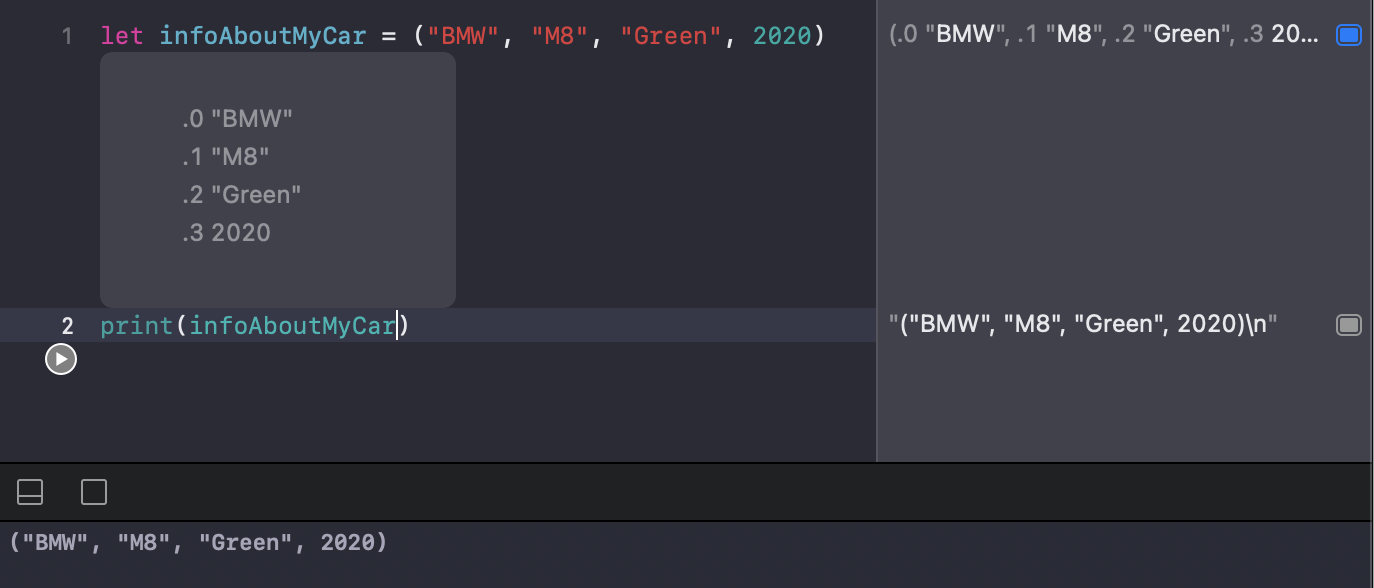 1 let infoAboutMyCar = ("BMW", "M8", "Green", 2020)
(.0 "BMW", .1 "M8", .2 "Green", .3 20...
.0 "BMW"
.1 "M8"
.2 "Green"
.3 2020
2 print(infoAboutMyCar)
"("BMW", "M8", "Green", 2020)\n"
("BMW", "M8", "Green", 2020)